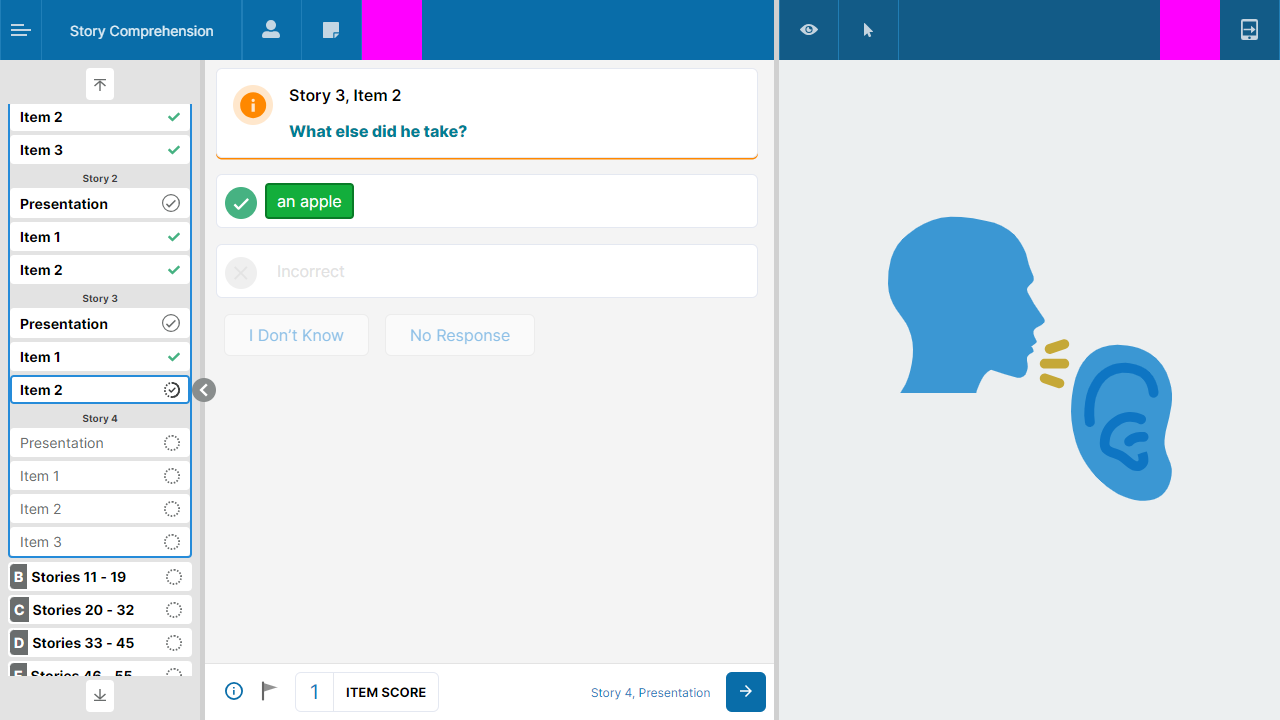 Story Comprehension
Item 2
Item 3
Story 2
Presentation
Item 1
Item 2
Story 3
Presentation
Item 1
Item 2
Story 4
Presentation
Item 1
Item 2
Item 3
B Stories 11 - 19
C Stories 20 - 32
D Stories 33 - 45
E Stories 46 - 55
Story 3, Item 2
What else did he take?
an apple
Incorrect
I Don't Know
No Response
1 ITEM SCORE
Story 4, Presentation